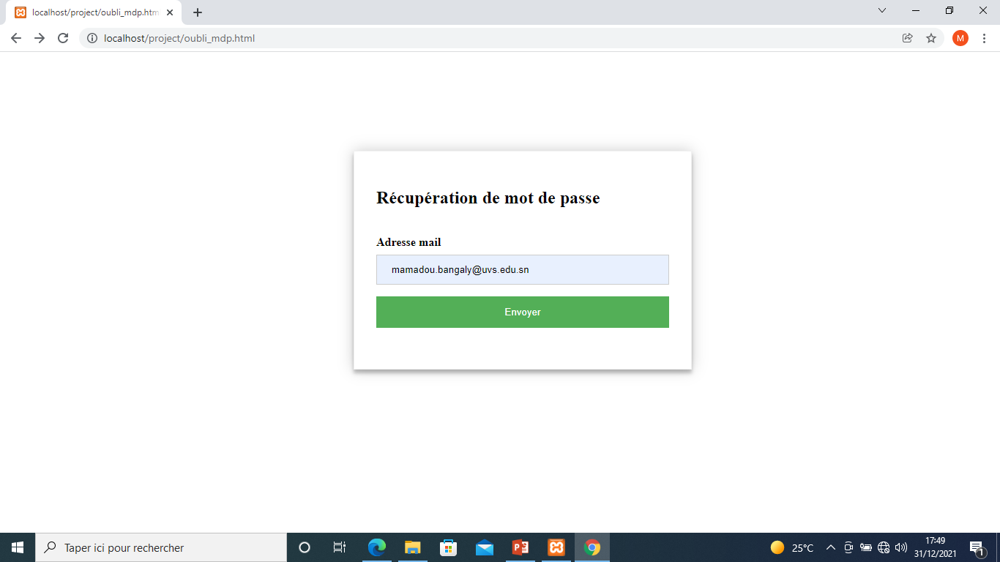 localhost/project/oubli_mdp.htm
localhost/project/oubli_mdp.html
M
Récupération de mot de passe
Adresse mail
mamadou.bangaly@uvs.edu.sn
Envoyer
Taper ici pour rechercher
25°C
17:49
31/12/2021
1